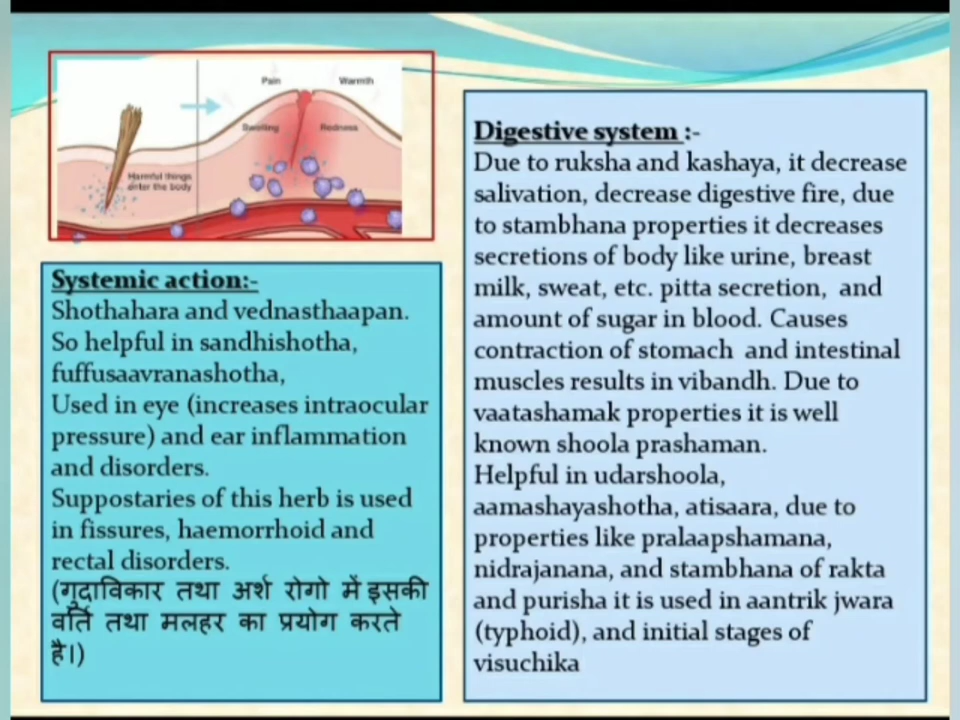 Pain
Warmth
Swelling
Redness
Harmful things
enter the body
Systemic action:-
Shothahara and vednasthaapan.
So helpful in sandhishotha,
fuffusaavranashotha,
Used in eye (increases intraocular
pressure) and ear inflammation
and disorders.
Suppostaries of this herb is used
in fissures, haemorrhoid and
rectal disorders.
(गुदाविकार तथा अर्श रोगो में इसकी
वर्ति तथा मलहर का प्रयोग करते
है।)
Digestive system :-
Due to ruksha and kashaya, it decrease
salivation, decrease digestive fire, due
to stambhana properties it decreases
secretions of body like urine, breast
milk, sweat, etc. pitta secretion, and
amount of sugar in blood. Causes
contraction of stomach and intestinal
muscles results in vibandh. Due to
vaatashamak properties it is well
known shoola prashaman.
Helpful in udarshoola,
aamashayashotha, atisaara, due to
properties like pralaapshamana,
nidrajanana, and stambhana of rakta
and purisha it is used in aantrik jwara
(typhoid), and initial stages of
visuchika